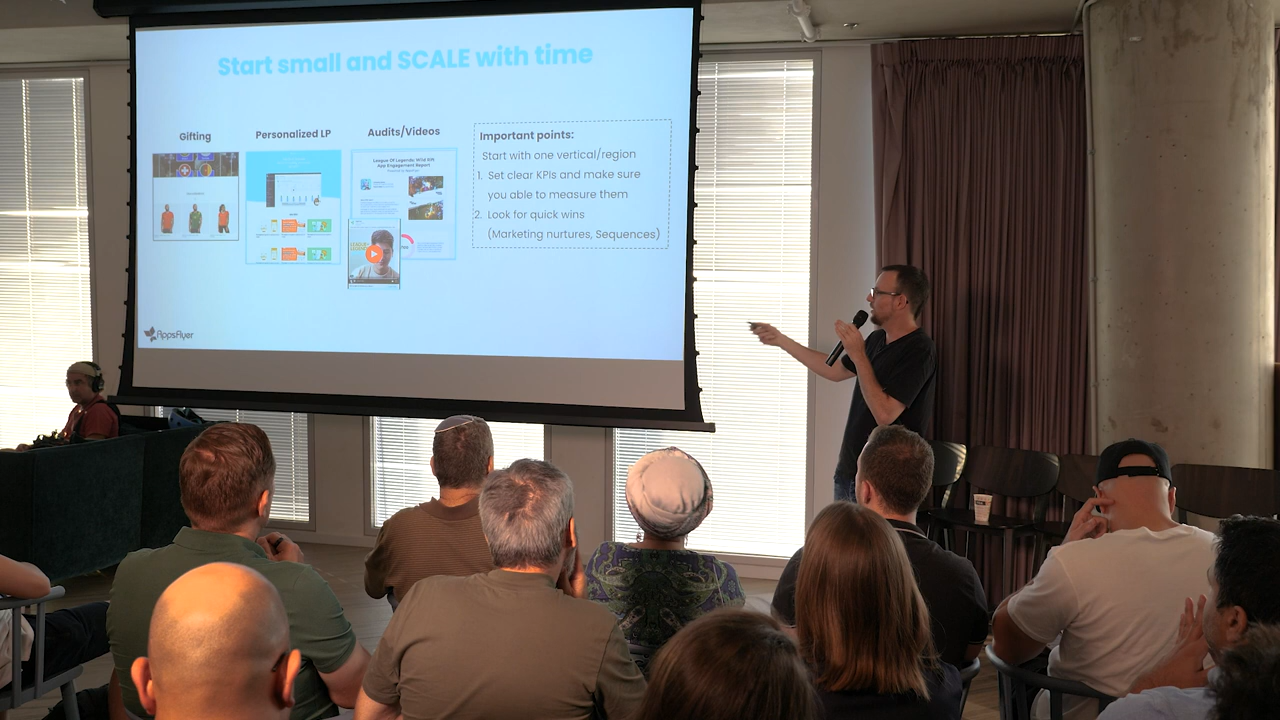 Start small and SCALE with time
Gifting
Personalized LP
Audits/Videos
League Of Legends: Wild Rift
App Engagement Report
Important points:
Start with one vertical/region
1. Set clear KPIs and make sure
you able to measure them
2. Look for quick wins
(Marketing nurtures, Sequences)
AppsFlyer